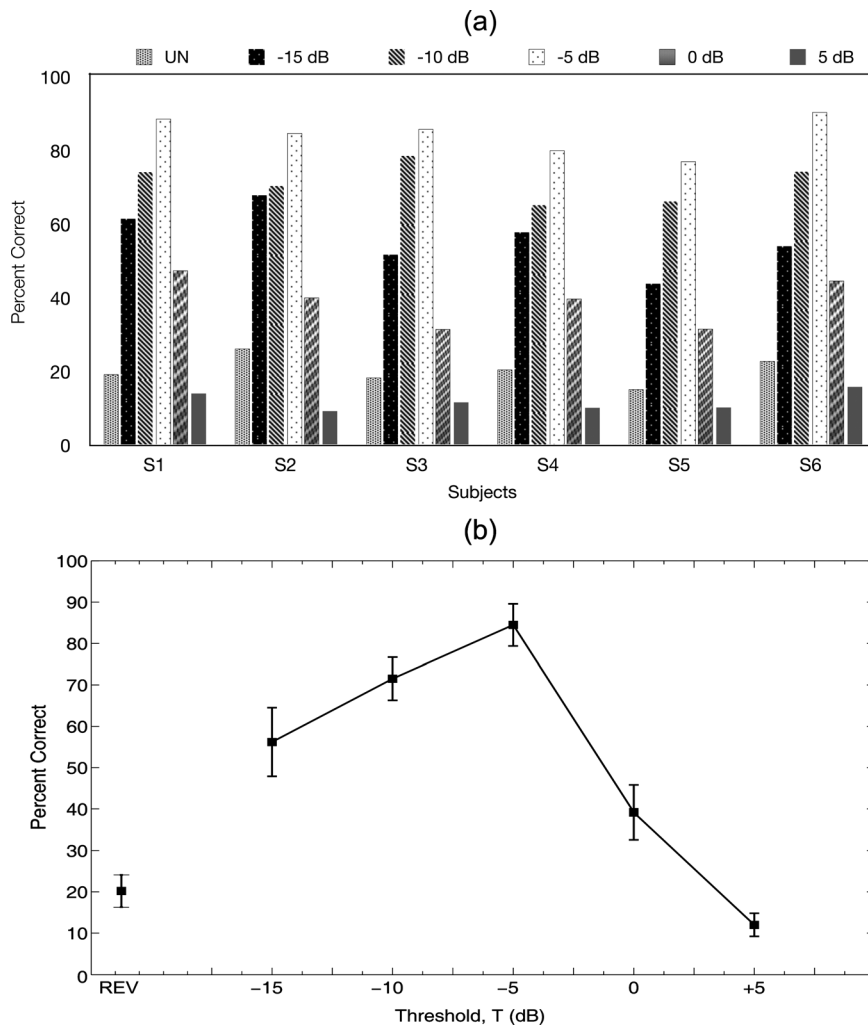 (a)
UN -15 dB -10 dB -5 dB 0 dB 5 dB
100
80
60
40
20
0
Percent Correct
S1 S2 S3 S4 S5 S6
Subjects
(b)
100
90
80
70
60
50
40
30
20
10
0
Percent Correct
REV −15 −10 −5 0 +5
Threshold, T (dB)